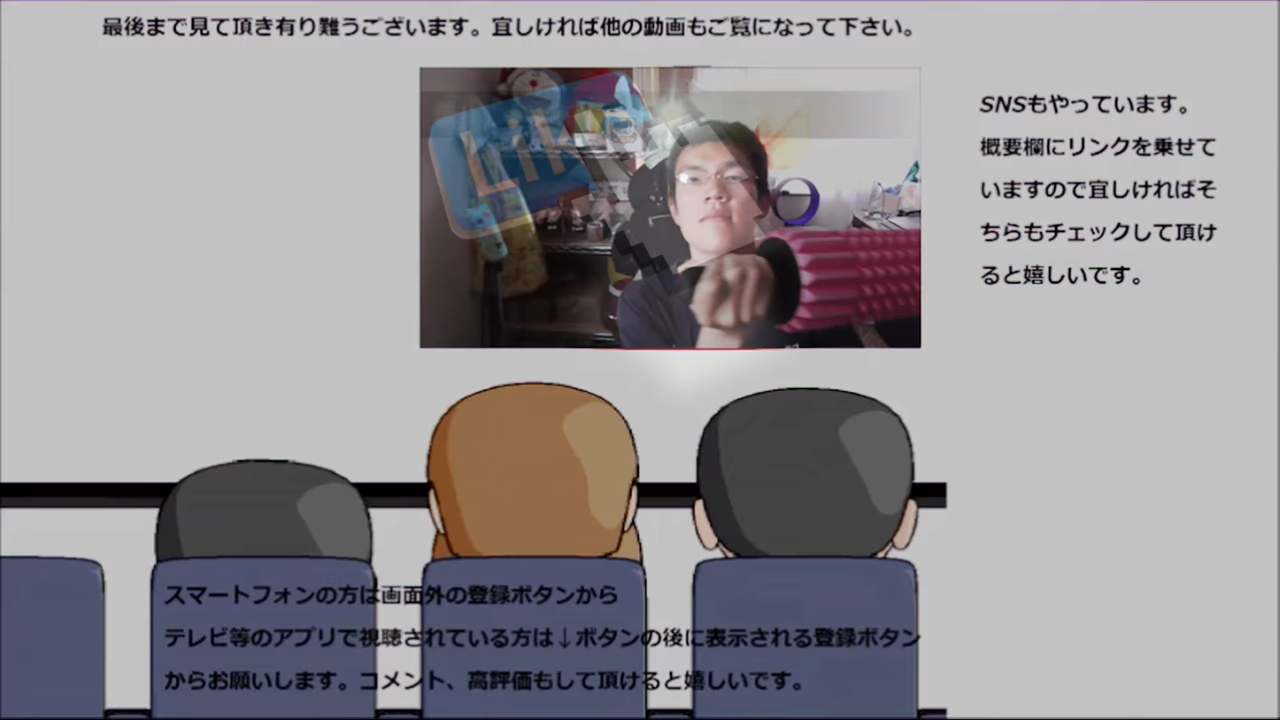 最後まで見て頂き有り難うございます。宜しければ他の動画もご覧になって下さい。
Like
SNSもやっています。
概要欄にリンクを乗せて
いますので宜しければそ
ちらもチェックして頂け
ると嬉しいです。
スマートフォンの方は画面外の登録ボタンから
テレビ等のアプリで視聴されている方は↓ボタンの後に表示される登録ボタン
からお願いします。コメント、高評価もして頂けると嬉しいです。